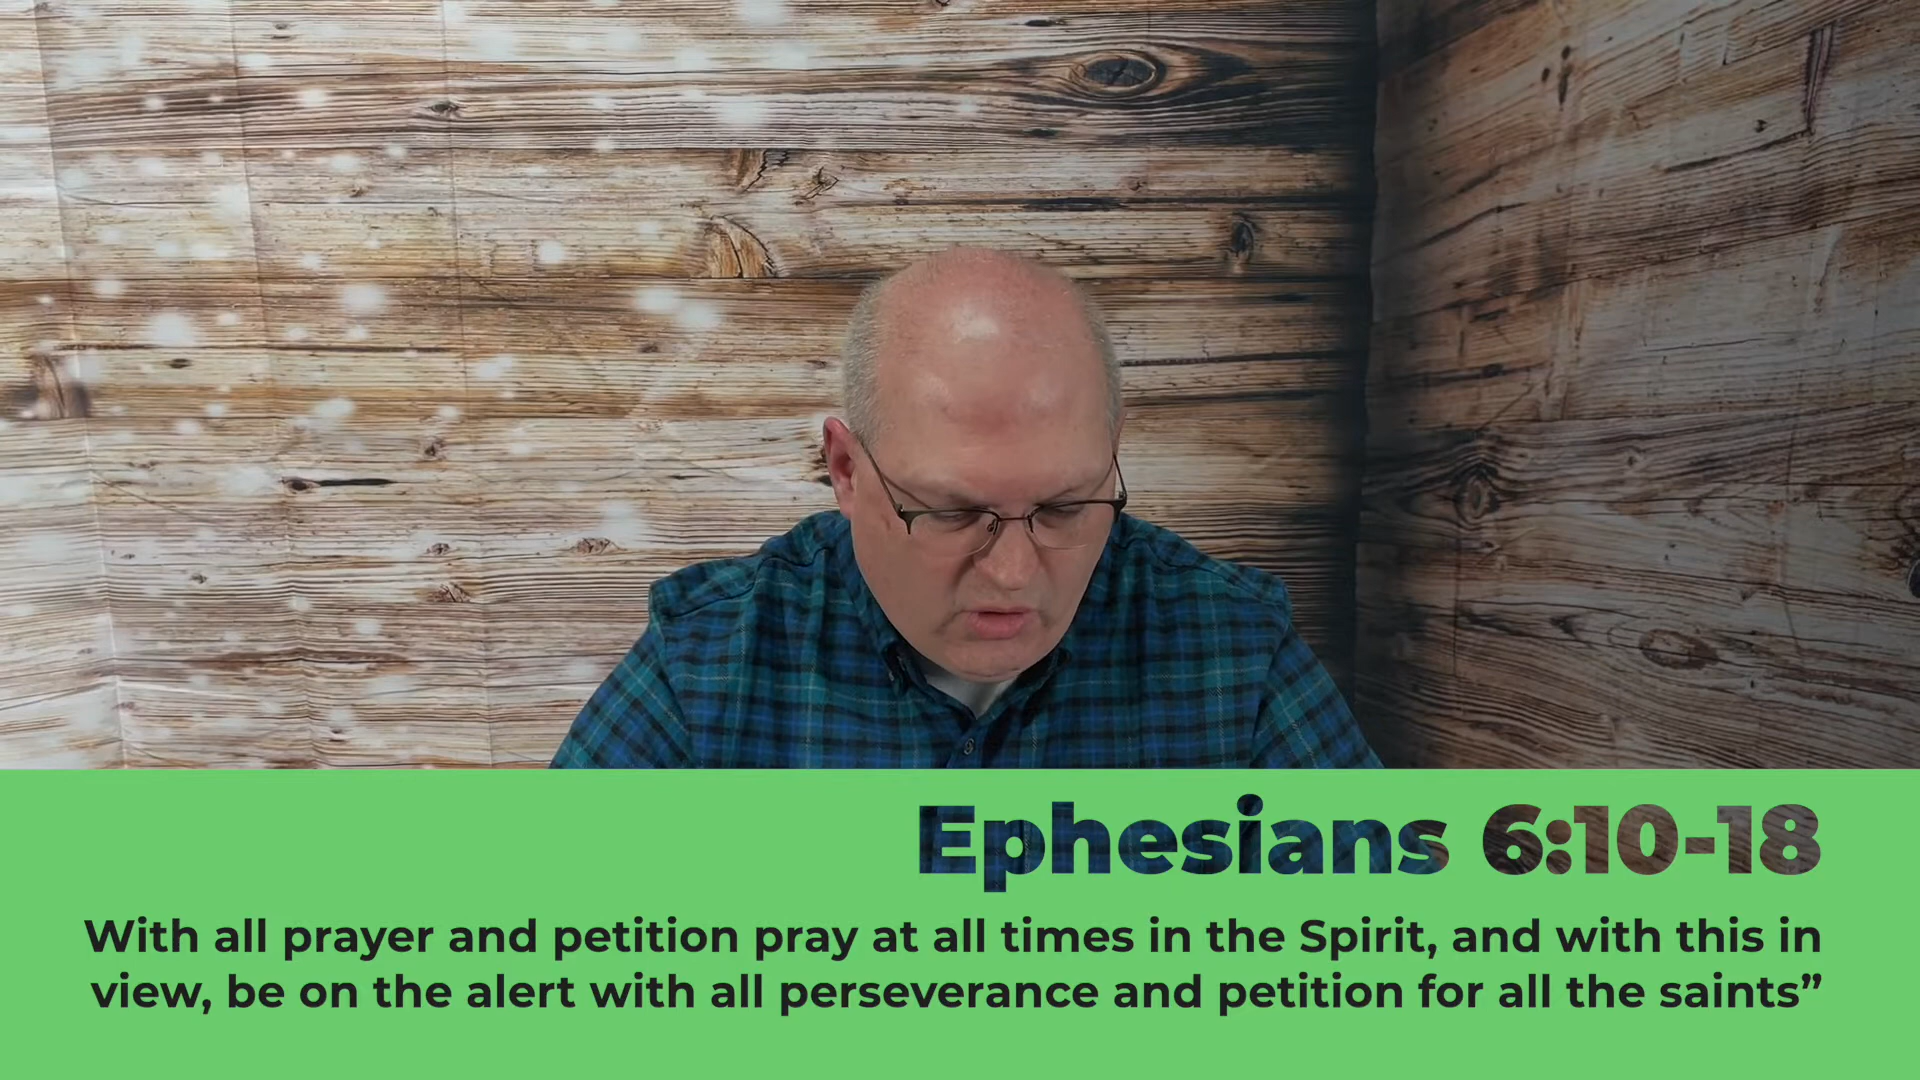 Ephesians 6:10-18
With all prayer and petition pray at all times in the Spirit, and with this in
view, be on the alert with all perseverance and petition for all the saints”